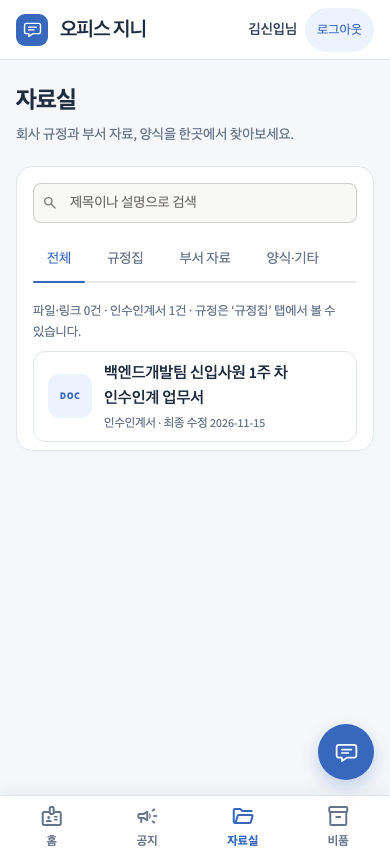 오피스 지니
김신입님
로그아웃
자료실
회사 규정과 부서 자료, 양식을 한곳에서 찾아보세요.
제목이나 설명으로 검색
전체
규정집
부서 자료
양식·기타
파일·링크 0건 · 인수인계서 1건 · 규정은 ‘규정집’ 탭에서 볼 수
있습니다.
DOC
백엔드개발팀 신입사원 1주 차
인수인계 업무서
인수인계서 · 최종 수정 2026-11-15
홈
공지
자료실
비품